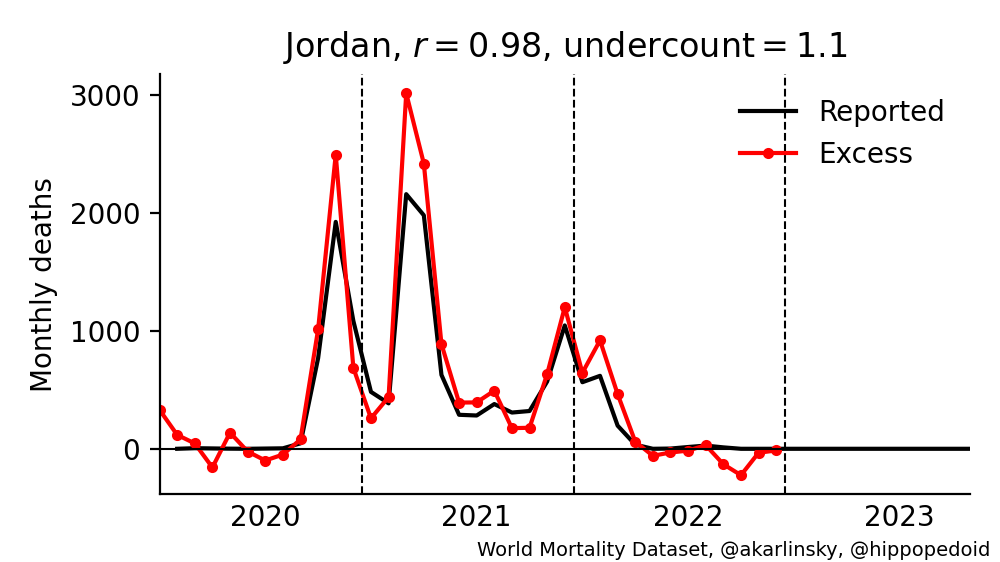 Jordan, r = 0.98, undercount = 1.1
Monthly deaths
3000
2000
1000
0
Reported
Excess
2020 2021 2022 2023
World Mortality Dataset, @akarlinsky, @hippopedoid